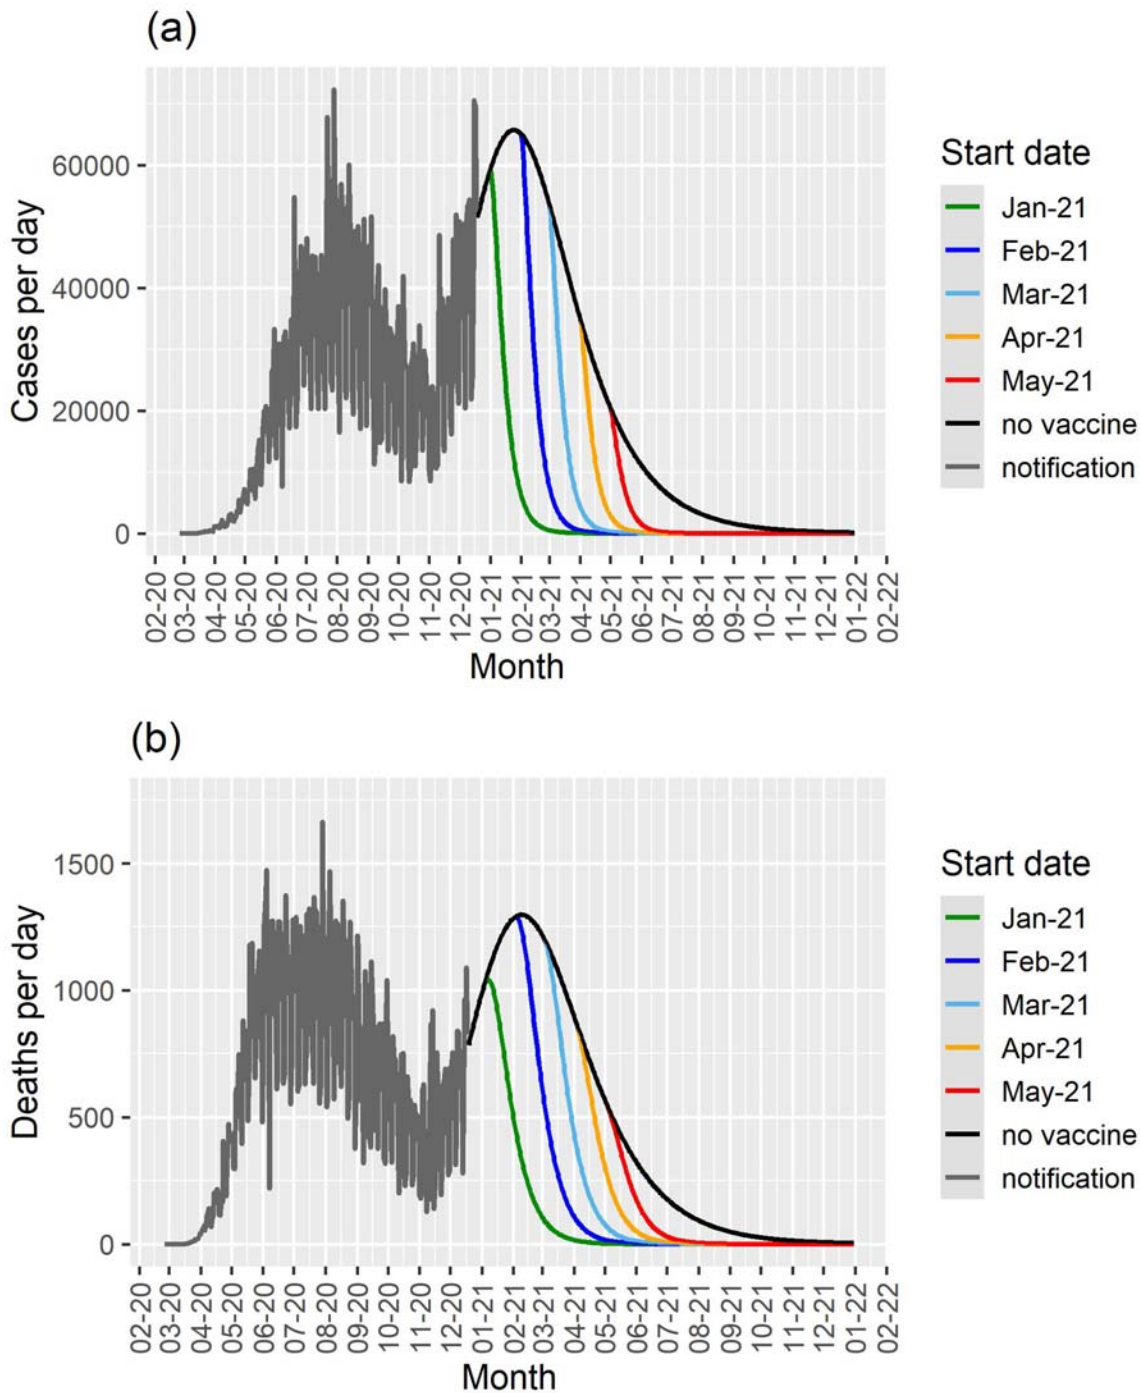 (a)
Cases per day
60000
40000
20000
0
02-20
03-20
04-20
05-20
06-20
07-20
08-20
09-20
10-20
11-20
12-20
01-21
02-21
03-21
04-21
05-21
06-21
07-21
08-21
09-21
10-21
11-21
12-21
01-22
02-22
Month
Start date
Jan-21
Feb-21
Mar-21
Apr-21
May-21
no vaccine
notification
(b)
Deaths per day
1500
1000
500
0
02-20
03-20
04-20
05-20
06-20
07-20
08-20
09-20
10-20
11-20
12-20
01-21
02-21
03-21
04-21
05-21
06-21
07-21
08-21
09-21
10-21
11-21
12-21
01-22
02-22
Month
Start date
Jan-21
Feb-21
Mar-21
Apr-21
May-21
no vaccine
notification